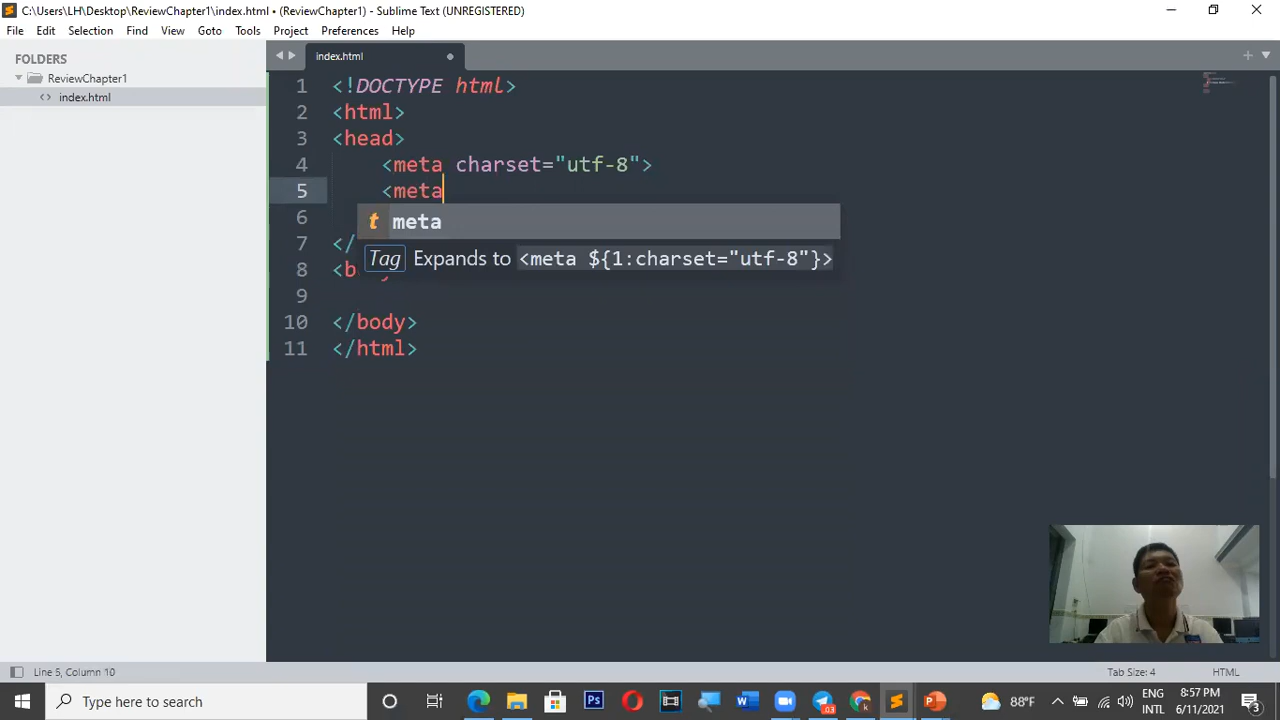 C:\Users\LH\Desktop\ReviewChapter1\index.html • (ReviewChapter1) - Sublime Text (UNREGISTERED)
File Edit Selection Find View Goto Tools Project Preferences Help
FOLDERS
ReviewChapter1
index.html
index.html
1 <!DOCTYPE html>
2 <html>
3 <head>
4 <meta charset="utf-8">
5 <meta
t meta
6
Tag Expands to <meta ${1:charset="utf-8"}>
7 </
8 <b
9
10 </body>
11 </html>
Line 5, Column 10
Tab Size: 4
HTML
Type here to search
Ps
03
88°F
ENG
INTL
8:57 PM
6/11/2021
3